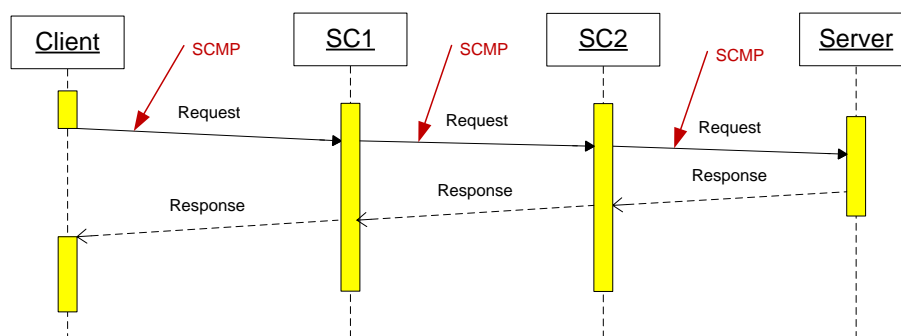 Client
SC1
SC2
Server
SCMP
SCMP
SCMP
Request
Request
Request
Response
Response
Response